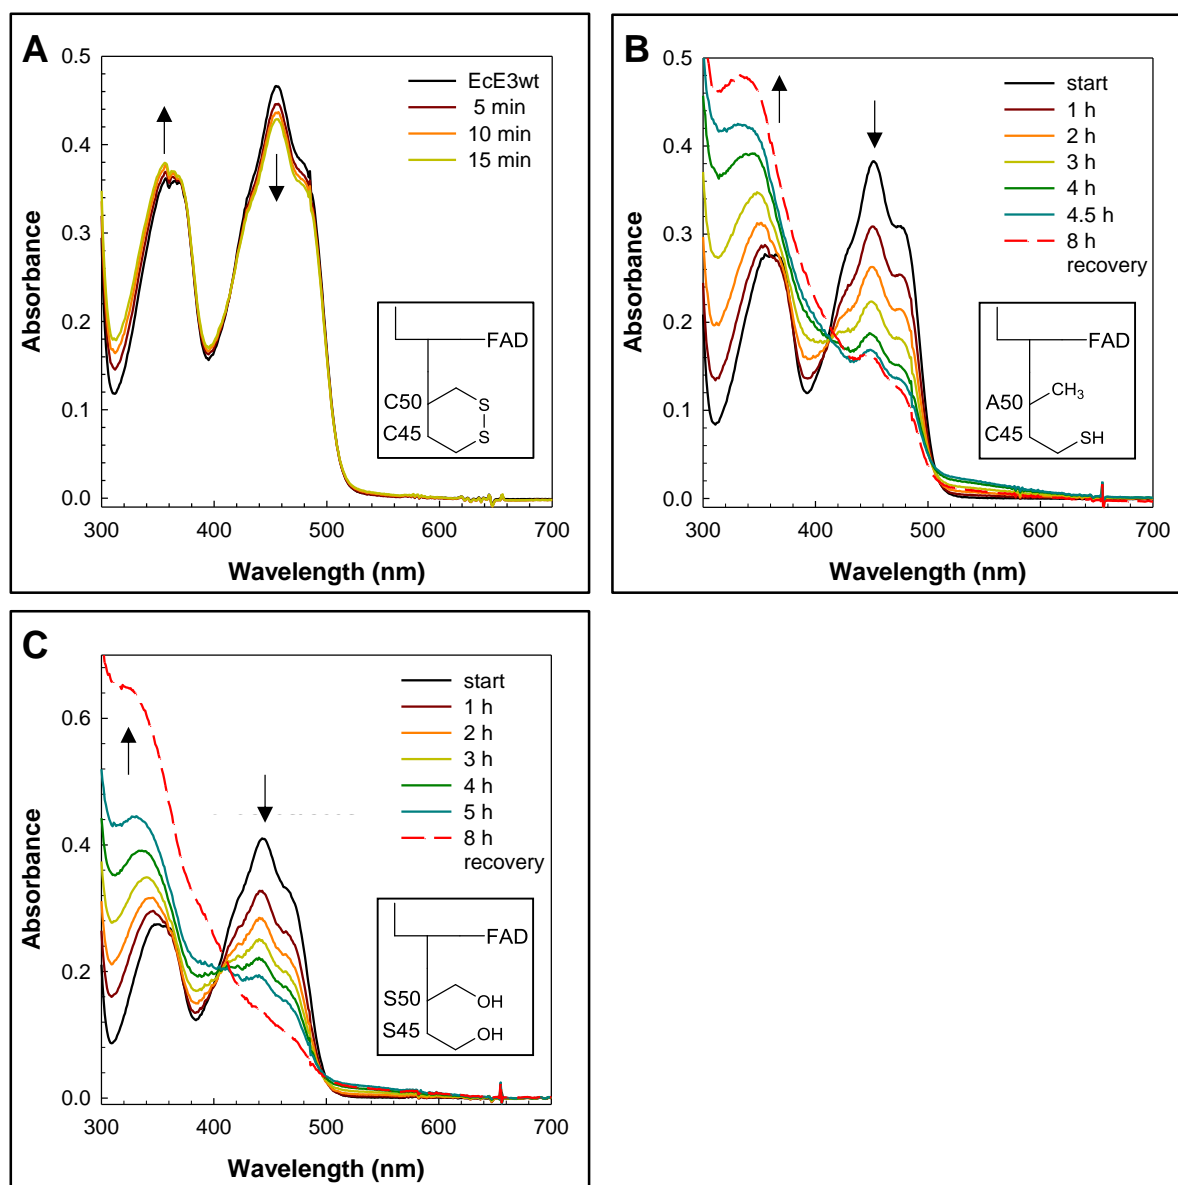 A
0.5
0.4
0.3
0.2
0.1
0.0
Absorbance
EcE3wt
5 min
10 min
15 min
FAD
C50
C45
S
S
300
400
500
600
700
Wavelength (nm)
B
0.5
0.4
0.3
0.2
0.1
0.0
Absorbance
start
1 h
2 h
3 h
4 h
4.5 h
8 h
recovery
FAD
A50
CH3
C45
SH
300
400
500
600
700
Wavelength (nm)
C
0.6
0.4
0.2
0.0
Absorbance
start
1 h
2 h
3 h
4 h
5 h
8 h
recovery
FAD
S50
OH
S45
OH
300
400
500
600
700
Wavelength (nm)